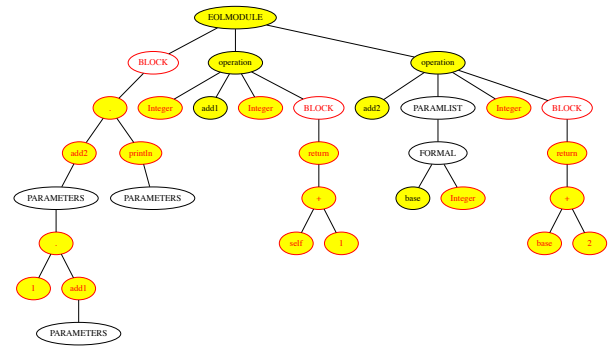 EOLMODULE
BLOCK operation operation
. Integer add1 Integer BLOCK add2 PARAMLIST Integer BLOCK
add2 println return FORMAL return
PARAMETERS PARAMETERS + base Integer +
. self 1 base 2
1 add1
PARAMETERS